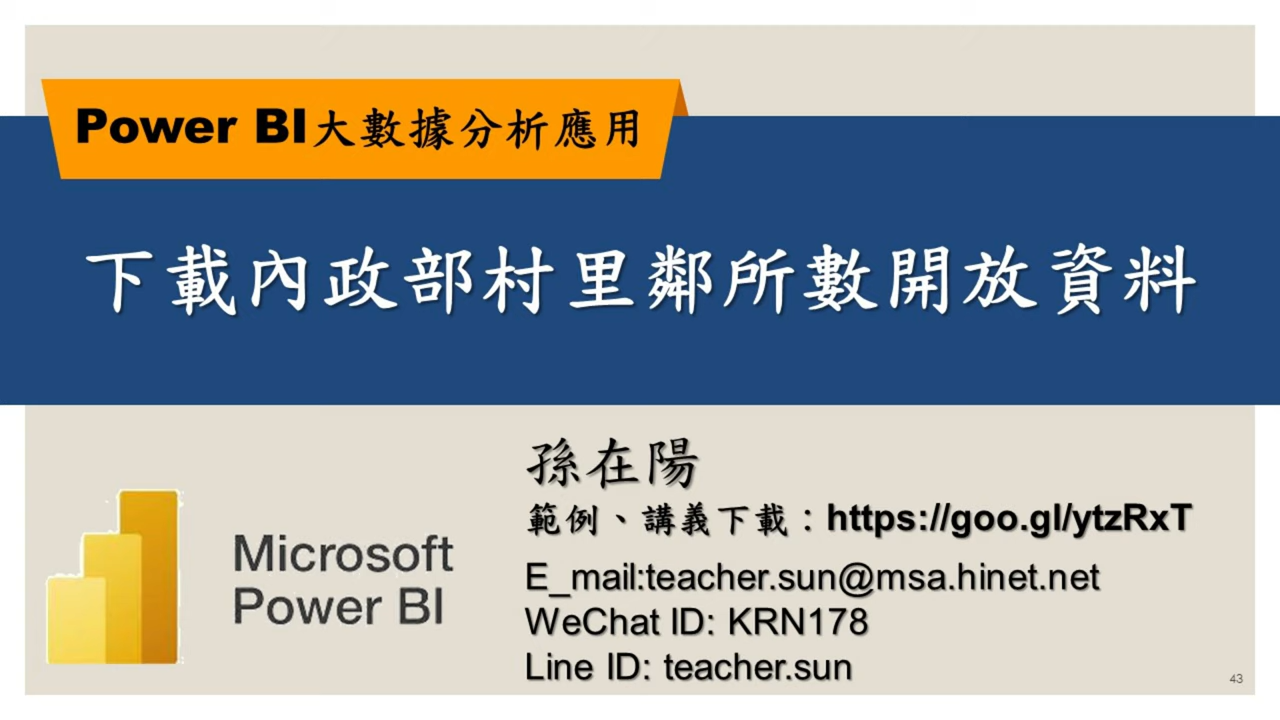 Power BI大數據分析應用
下載內政部村里鄰所數開放資料
孫在陽
範例、講義下載：https://goo.gl/ytzRxT
Microsoft
Power BI
E_mail:teacher.sun@msa.hinet.net
WeChat ID: KRN178
Line ID: teacher.sun
43